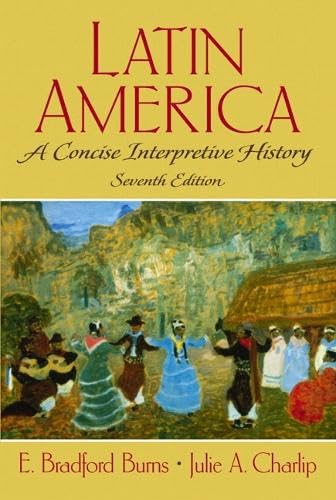 LATIN
AMERICA
A Concise Interpretive History
Seventh Edition
E. Bradford Burns • Julie A. Charlip